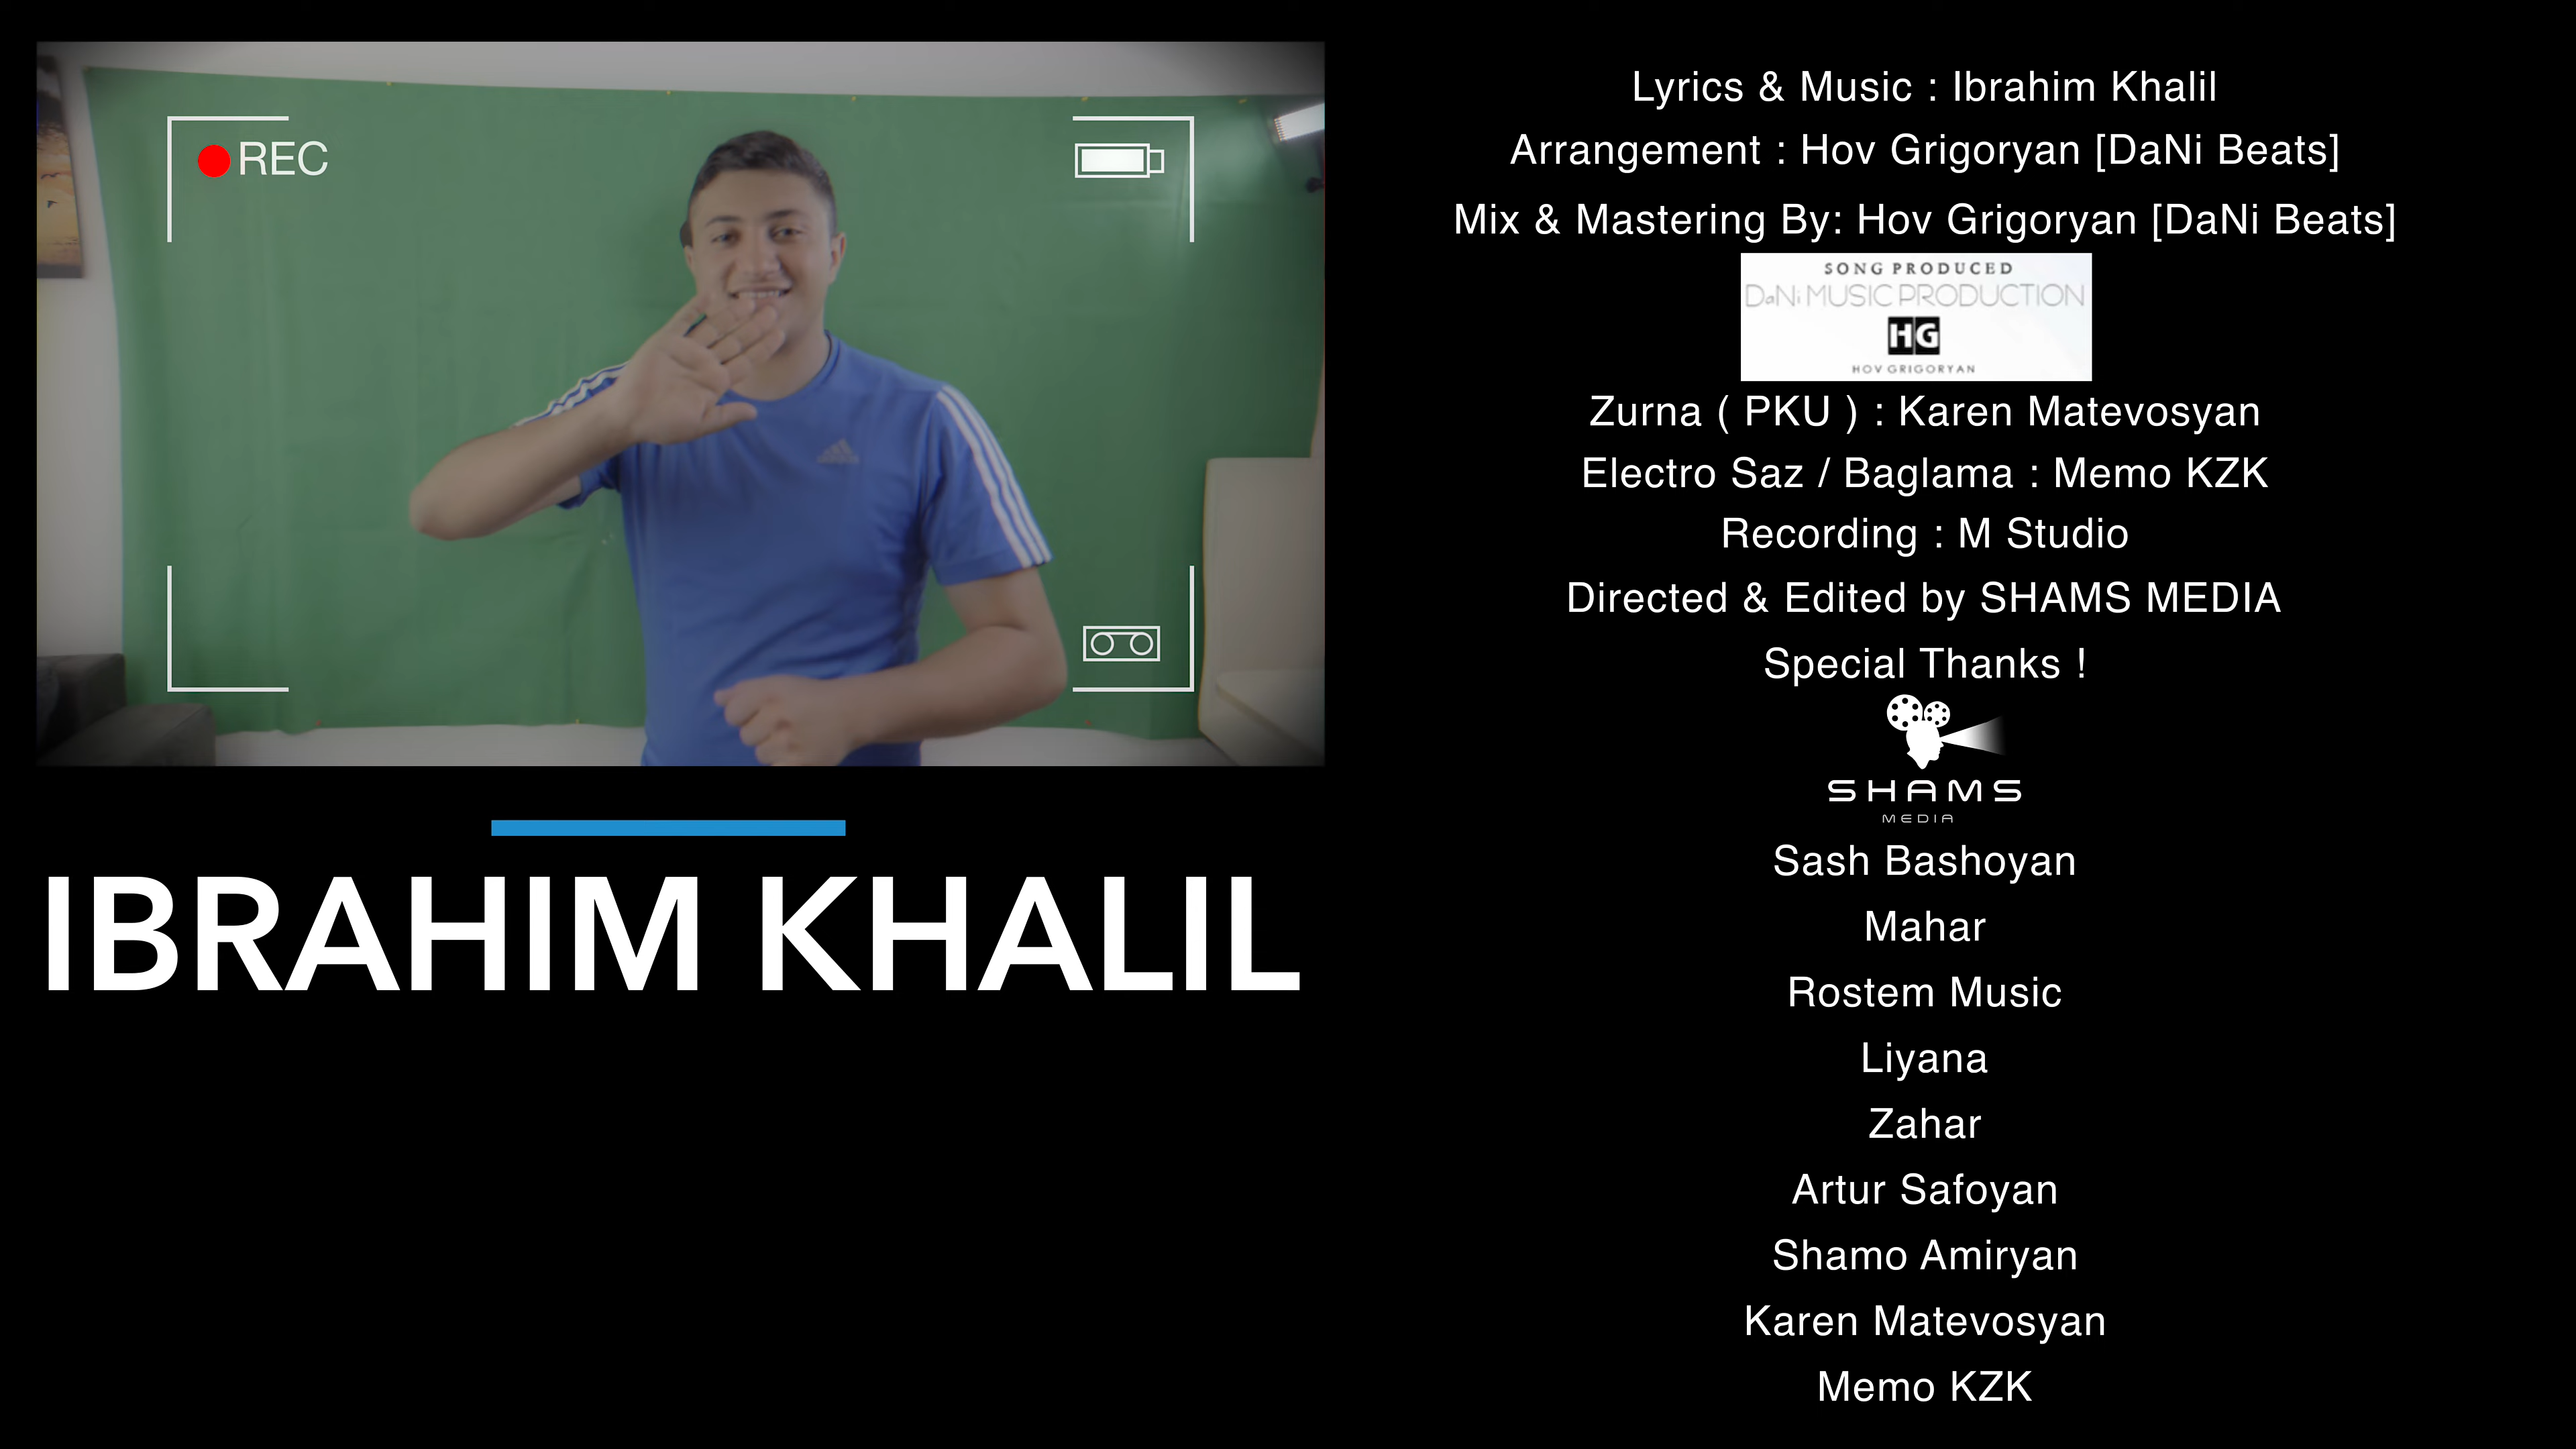 REC
IBRAHIM KHALIL
Lyrics & Music : Ibrahim Khalil
Arrangement : Hov Grigoryan [DaNi Beats]
Mix & Mastering By: Hov Grigoryan [DaNi Beats]
SONG PRODUCED
DaNi MUSIC PRODUCTION
HG
HOV GRIGORYAN
Zurna ( PKU ) : Karen Matevosyan
Electro Saz / Baglama : Memo KZK
Recording : M Studio
Directed & Edited by SHAMS MEDIA
Special Thanks !
SHAMS
MEDIA
Sash Bashoyan
Mahar
Rostem Music
Liyana
Zahar
Artur Safoyan
Shamo Amiryan
Karen Matevosyan
Memo KZK